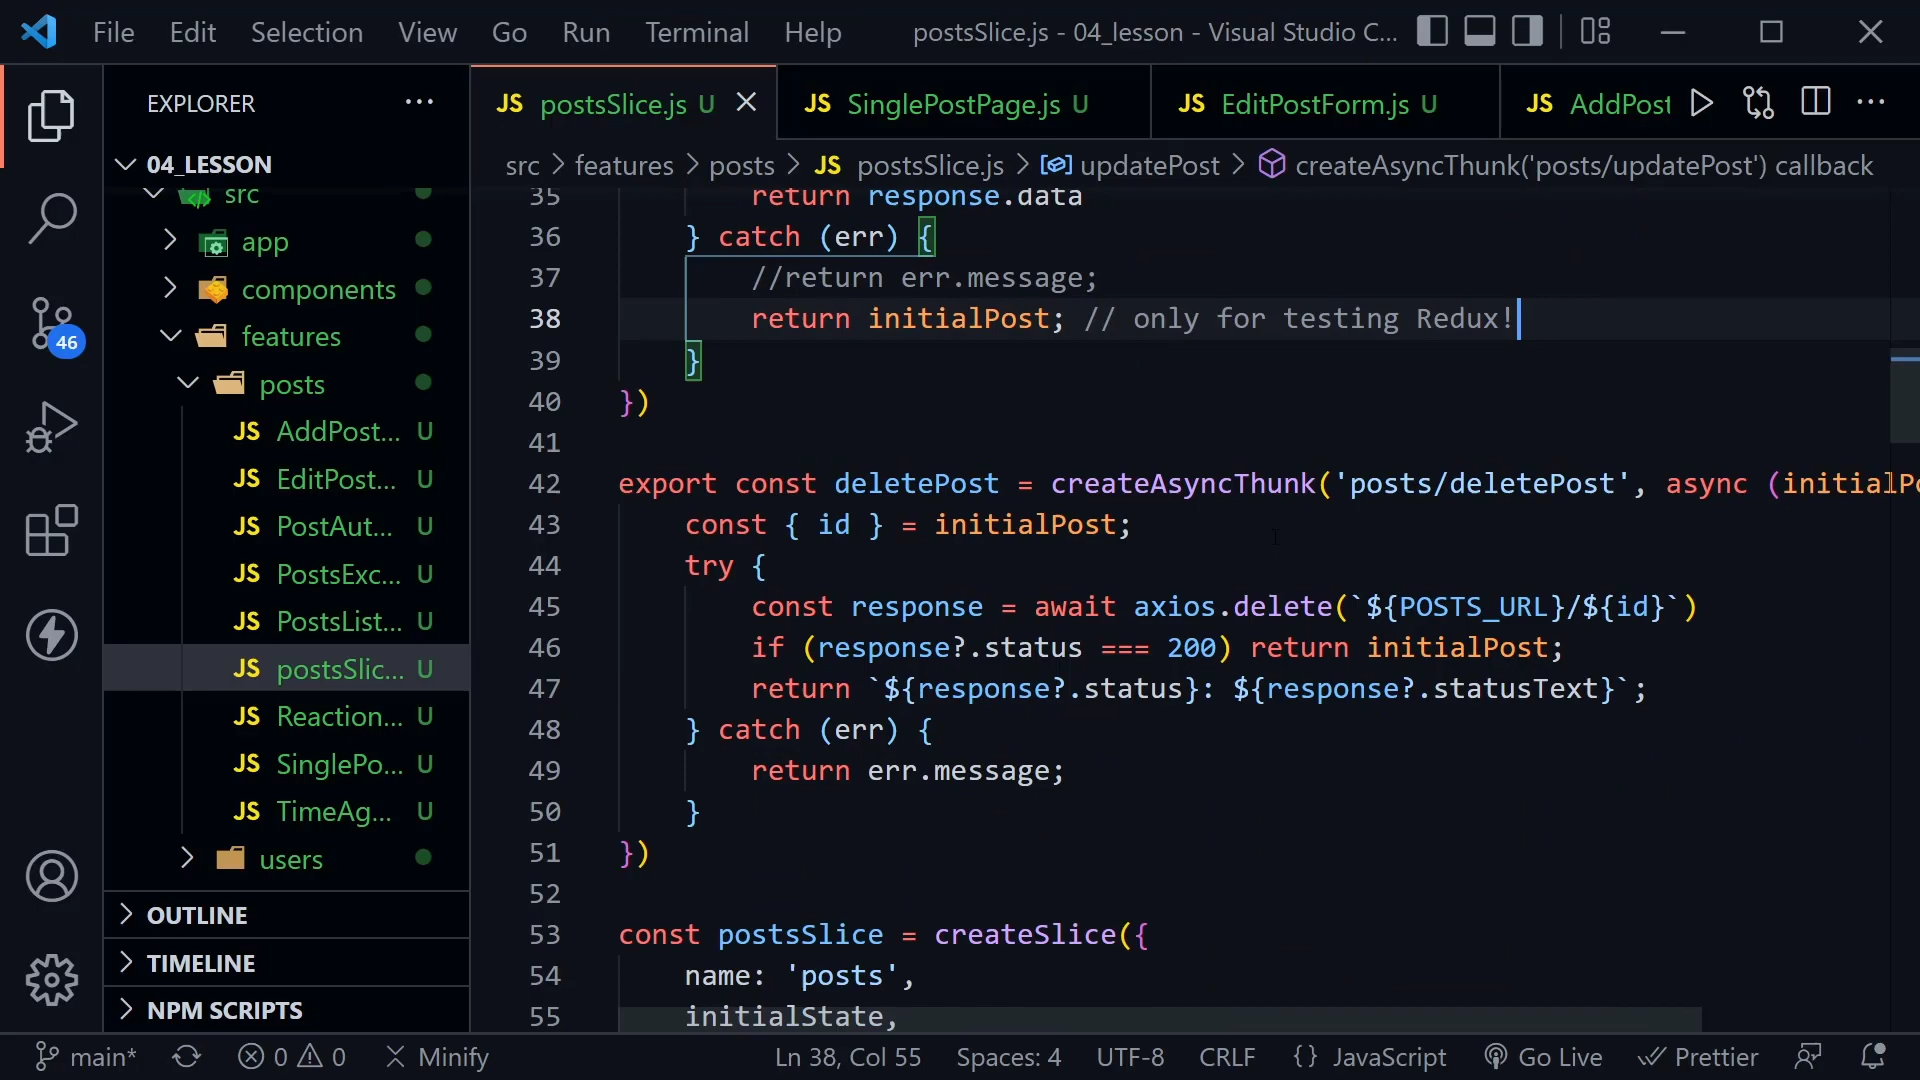 File Edit Selection View Go Run Terminal Help postsSlice.js - 04_lesson - Visual Studio C...
EXPLORER ...
04_LESSON
src
app
components
features
posts
JS AddPost... U
JS EditPost... U
JS PostAut... U
JS PostsExc... U
JS PostsList... U
JS postsSlic... U
JS Reaction... U
JS SinglePo... U
JS TimeAg... U
users
OUTLINE
TIMELINE
NPM SCRIPTS
46
JS postsSlice.js U JS SinglePostPage.js U JS EditPostForm.js U JS AddPost
src > features > posts > JS postsSlice.js > updatePost > createAsyncThunk('posts/updatePost') callback
35 return response.data
36 } catch (err) {
37 //return err.message;
38 return initialPost; // only for testing Redux!
39 }
40 })
41
42 export const deletePost = createAsyncThunk('posts/deletePost', async (initialPo
43 const { id } = initialPost;
44 try {
45 const response = await axios.delete(`${POSTS_URL}/${id}`)
46 if (response?.status === 200) return initialPost;
47 return `${response?.status}: ${response?.statusText}`;
48 } catch (err) {
49 return err.message;
50 }
51 })
52
53 const postsSlice = createSlice({
54 name: 'posts',
55 initialState,
main* 0 0 Minify Ln 38, Col 55 Spaces: 4 UTF-8 CRLF {} JavaScript Go Live Prettier